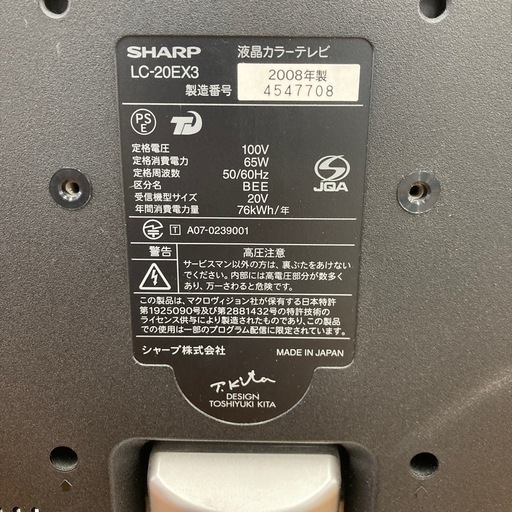 SHARP 液晶カラーテレビ
LC-20EX3 2008年製
製造番号 4547708
PS
E
定格電圧 100V
定格消費電力 65W
定格周波数 50/60Hz
区分名 BEE
受信機型サイズ 20V
年間消費電力量 76kWh/年
JQA
T A07-0239001
警告 高圧注意
サービスマン以外の方は、裏ぶたをあけない
でください。内部には高電圧部分が数多く
あり、万一さわると危険です。
この製品は、マクロヴィジョン社が保有する日本特許
第1925090号及び第2881432号の特許技術の
ライセンス供与により製造されたものであり、この製品
での使用は一部のプログラム配信に限定されています。
シャープ株式会社 MADE IN JAPAN
T.Kita
DESIGN
TOSHIYUKI KITA